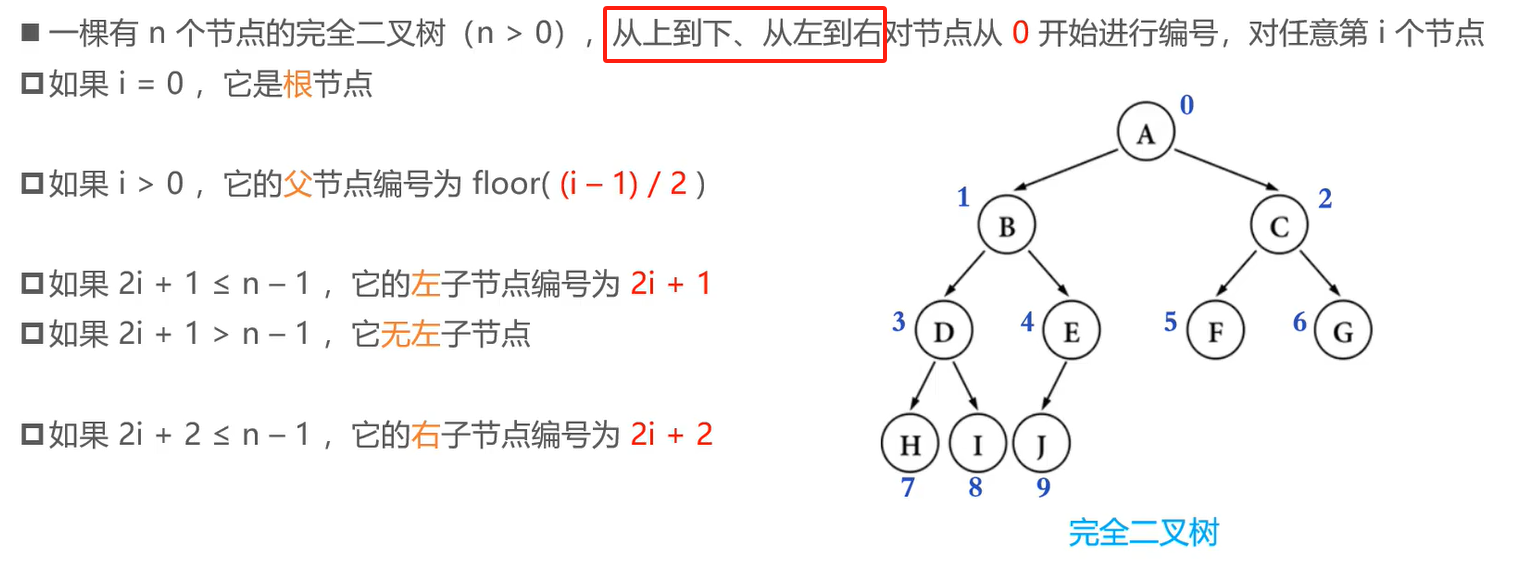 ■ 一棵有 n 个节点的完全二叉树（n > 0），从上到下、从左到右对节点从 0 开始进行编号，对任意第 i 个节点
如果 i = 0 ，它是根节点
如果 i > 0 ，它的父节点编号为 floor( (i – 1) / 2 )
如果 2i + 1 ≤ n – 1 ，它的左子节点编号为 2i + 1
如果 2i + 1 > n – 1 ，它无左子节点
如果 2i + 2 ≤ n – 1 ，它的右子节点编号为 2i + 2
0
A
1 2
B C
3 4 5 6
D E F G
H I J
7 8 9
完全二叉树